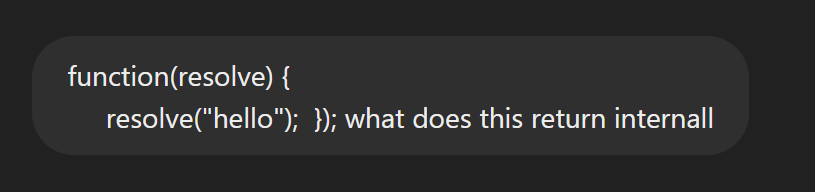 function(resolve) {
resolve("hello");  }); what does this return internall